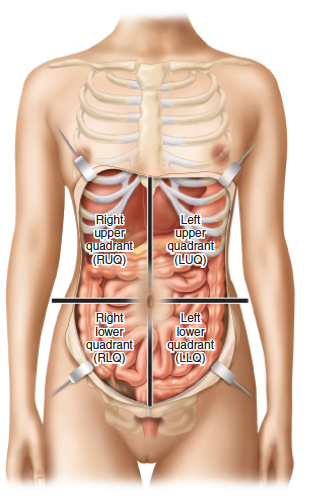 Right
upper
quadrant
(RUQ)
Left
upper
quadrant
(LUQ)
Right
lower
quadrant
(RLQ)
Left
lower
quadrant
(LLQ)